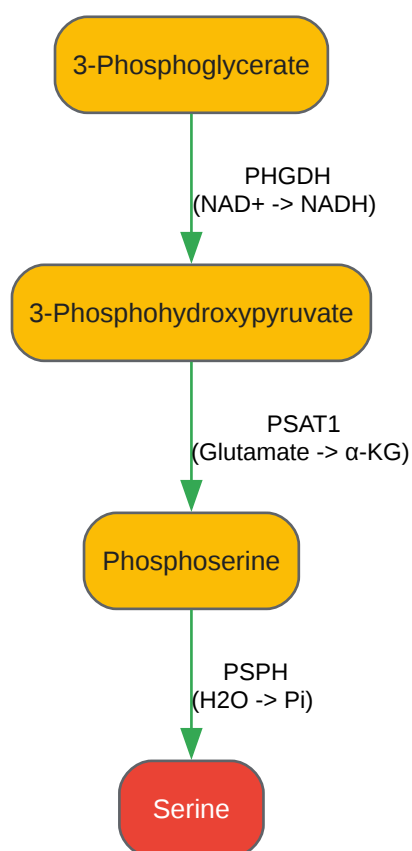 3-Phosphoglycerate
PHGDH
(NAD+ -> NADH)
3-Phosphohydroxypyruvate
PSAT1
(Glutamate -> α-KG)
Phosphoserine
PSPH
(H2O -> Pi)
Serine